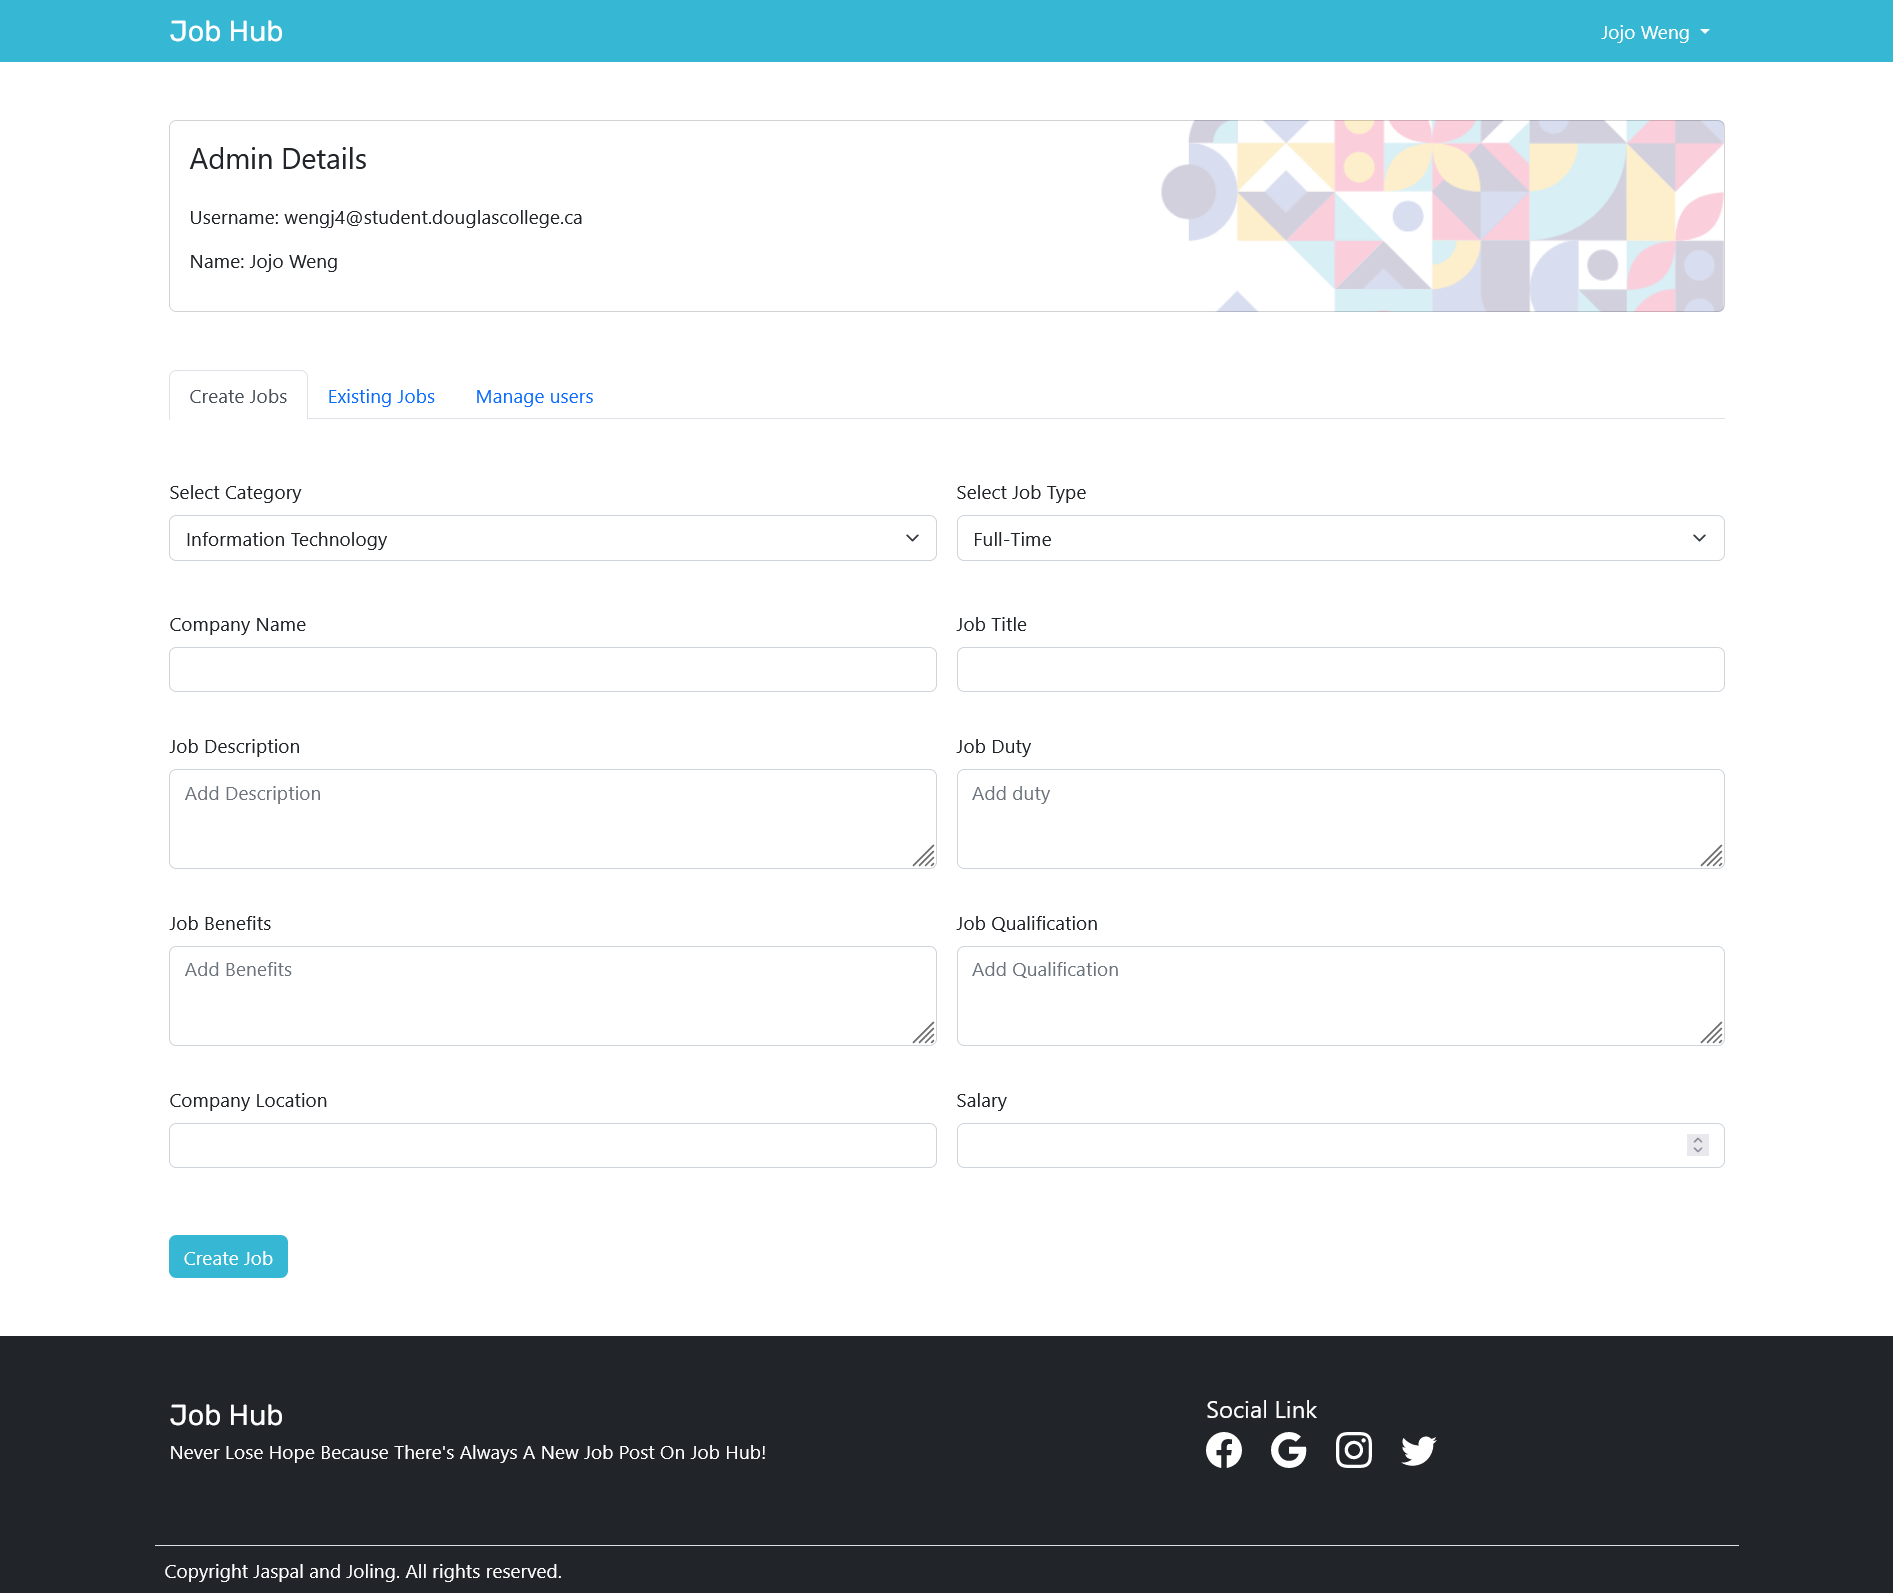 Job Hub
Jojo Weng
Admin Details
Username: wengj4@student.douglascollege.ca
Name: Jojo Weng
Create Jobs
Existing Jobs
Manage users
Select Category
Select Job Type
Information Technology
Full-Time
Company Name
Job Title
Job Description
Job Duty
Add Description
Add duty
Job Benefits
Job Qualification
Add Benefits
Add Qualification
Company Location
Salary
Create Job
Job Hub
Never Lose Hope Because There's Always A New Job Post On Job Hub!
Social Link
Copyright Jaspal and Joling. All rights reserved.